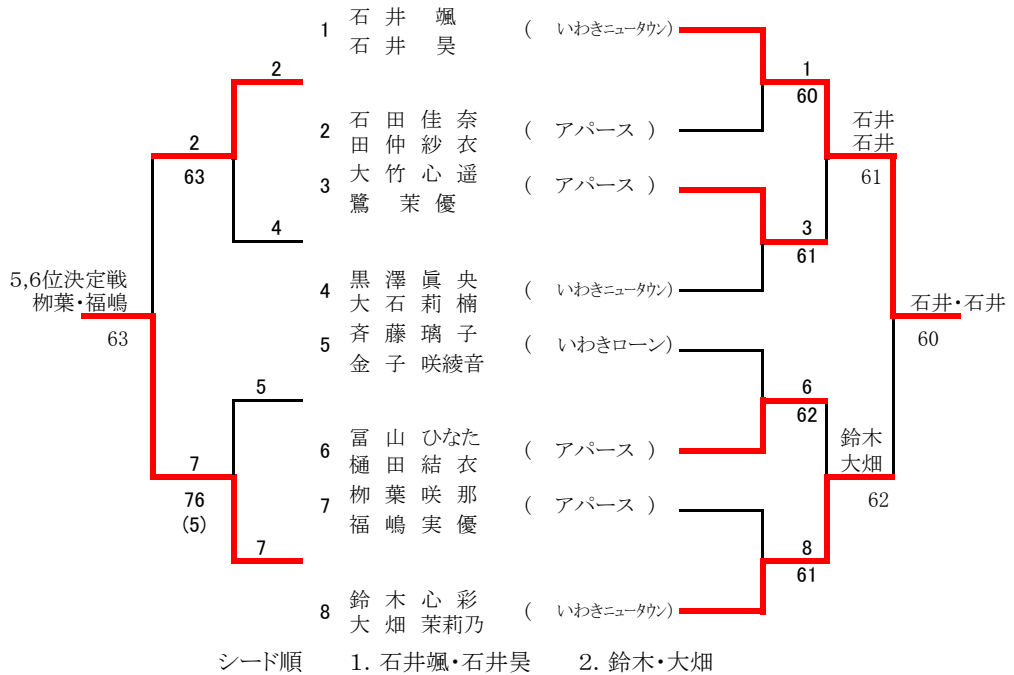 1 石井 颯 ( いわきニュータウン)
石井 昊
2 石田佳奈 ( アパース )
田仲紗衣
3 大竹心遥 ( アパース )
鷺 茉優
4 黒澤眞央 ( いわきニュータウン)
大石莉楠
5 斉藤璃子 ( いわきローン)
金子咲綾音
6 冨山ひなた ( アパース )
樋田結衣
7 栁葉咲那 ( アパース )
福嶋実優
8 鈴木心彩 ( いわきニュータウン)
大畑茉莉乃
2
2
63
4
5,6位決定戦
栁葉・福嶋
63
5
7
76
(5)
7
1
60
石井
石井
61
3
61
石井・石井
60
6
62
鈴木
大畑
62
8
61
シード順 1. 石井颯・石井昊 2. 鈴木・大畑